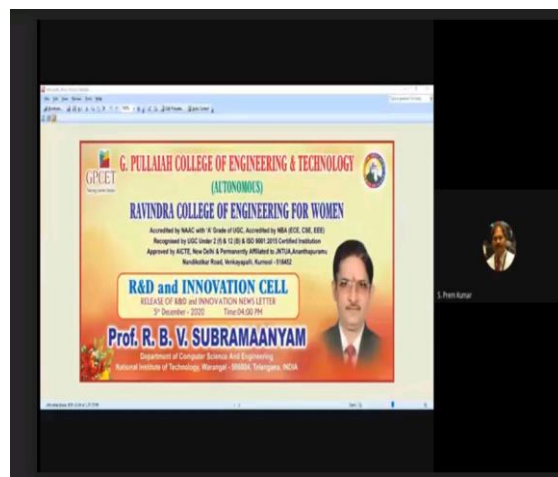 GPCET
G. PULLAIAH COLLEGE OF ENGINEERING & TECHNOLOGY
(AUTONOMOUS)
RAVINDRA COLLEGE OF ENGINEERING FOR WOMEN
Accredited by NAAC with 'A' Grade of UGC, Accredited by NBA (ECE, CSE, EEE)
Recognised by UGC Under 2 (f) & 12 (B) & ISO 9001:2015 Certified Institution
Approved by AICTE, New Delhi & Permanently Affiliated to JNTUA, Ananthapuramu
Nandikotkur Road, Venkayapalli, Kurnool -518452
R&D and INNOVATION CELL
RELEASE OF R&D and INNOVATION NEWS LETTER
5th December - 2020 Time:04:00 PM
Prof. R. B. V. SUBRAMAANYAM
Department of Computer Science And Engineering
National Institute of Technology, Warangal - 506004, Telangana, INDIA
S. Prem Kumar